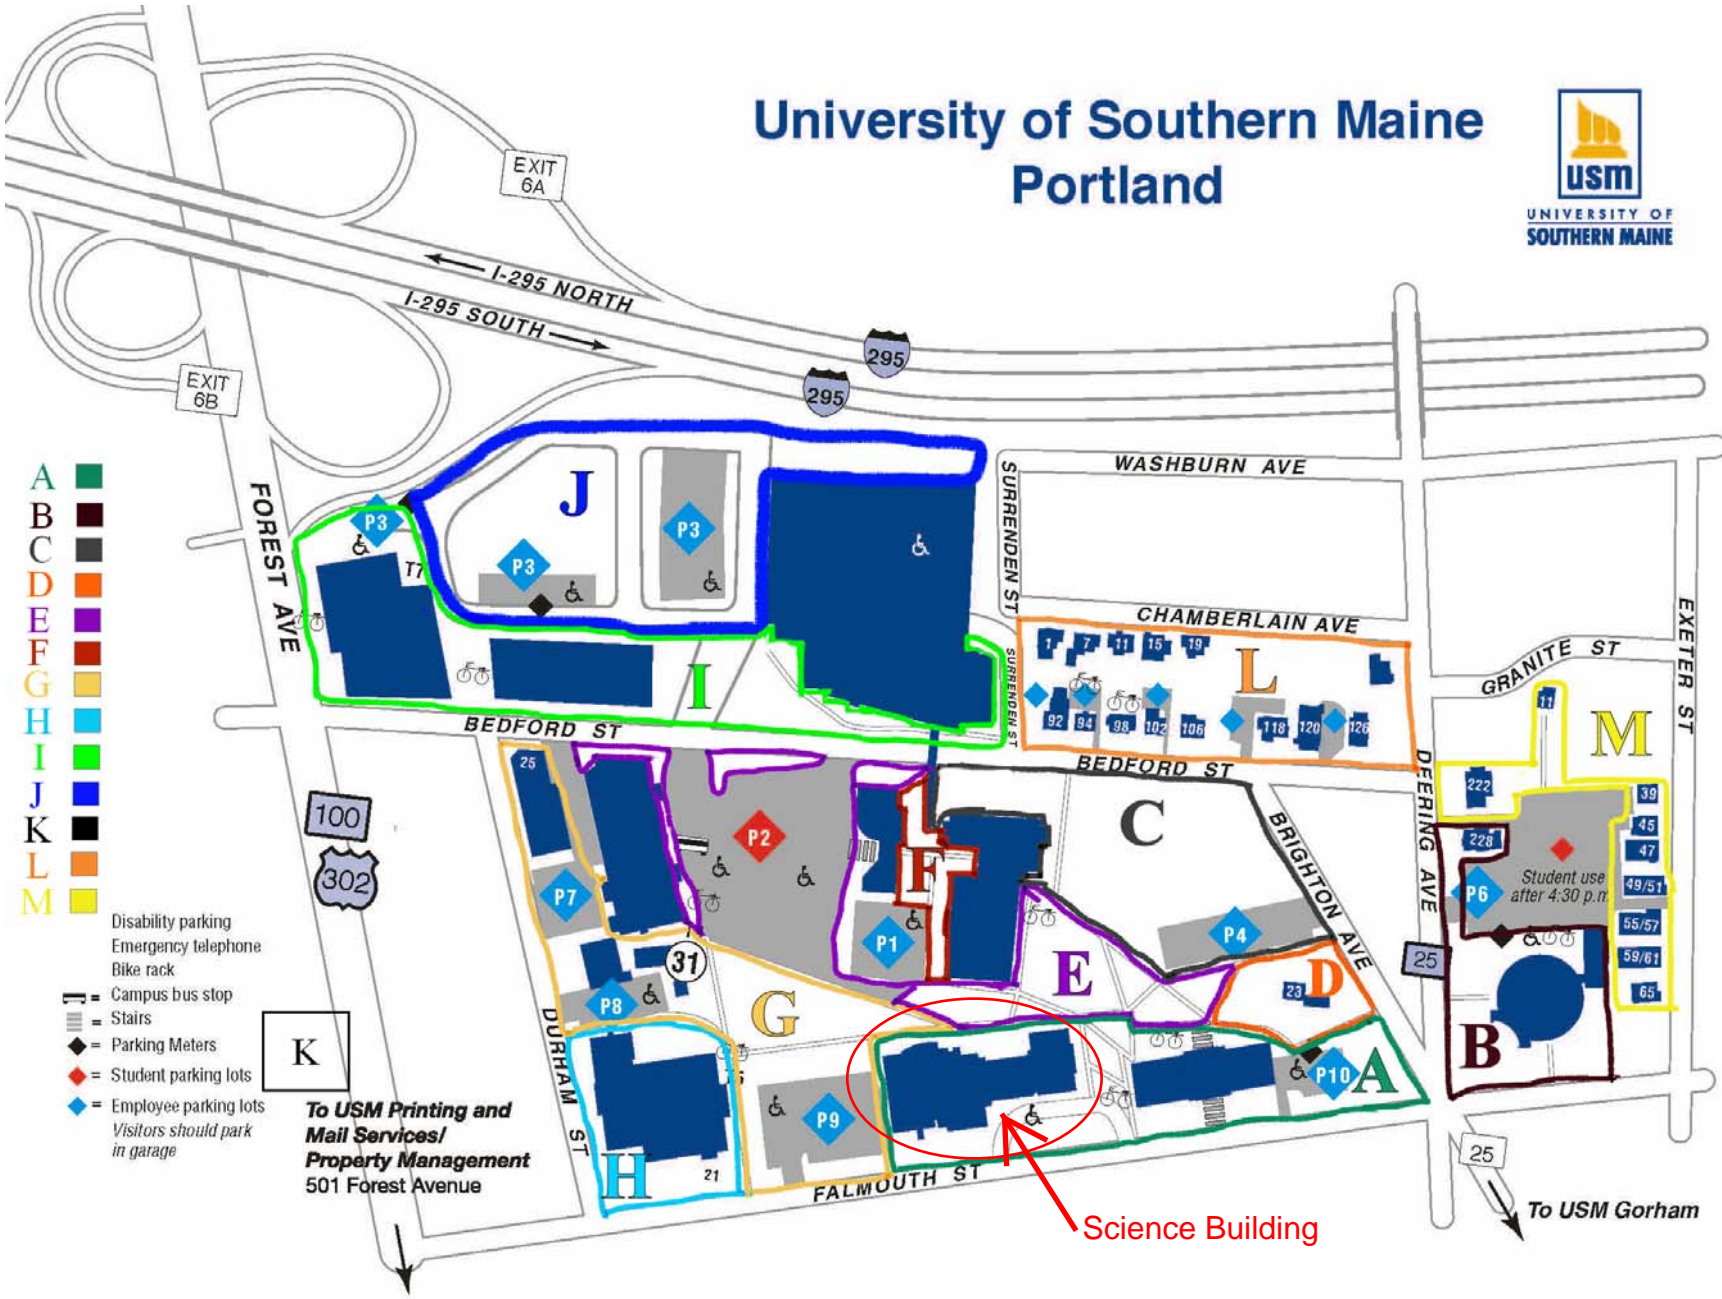 University of Southern Maine
Portland
usm
UNIVERSITY OF
SOUTHERN MAINE
EXIT
6A
I-295 NORTH
I-295 SOUTH
295
295
EXIT
6B
WASHBURN AVE
SURRENDEN ST
FOREST AVE
J
P3
P3
P3
T7
A
B
C
D
E
F
G
H
I
J
K
L
M
CHAMBERLAIN AVE
1
7
11
15
19
L
92
94
98
102
106
118
120
126
SURRENDEN ST
I
BEDFORD ST
BEDFORD ST
GRANITE ST
EXETER ST
11
M
DEERING AVE
222
228
39
45
47
49/51
55/57
59/61
65
P6
Student use
after 4:30 p.m
25
B
25
P2
C
BRIGHTON AVE
F
P7
P1
P4
31
E
D
23
P8
G
100
302
Disability parking
Emergency telephone
Bike rack
= Campus bus stop
= Stairs
= Parking Meters
= Student parking lots
= Employee parking lots
Visitors should park
in garage
K
To USM Printing and
Mail Services/
Property Management
501 Forest Avenue
DURHAM ST
H
21
P9
P10
A
FALMOUTH ST
Science Building
25
To USM Gorham